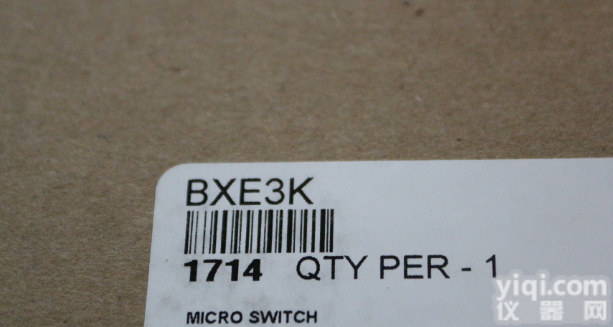 BXE3K
1714 QTY PER - 1
MICRO SWITCH
yiqi.com
仪器网